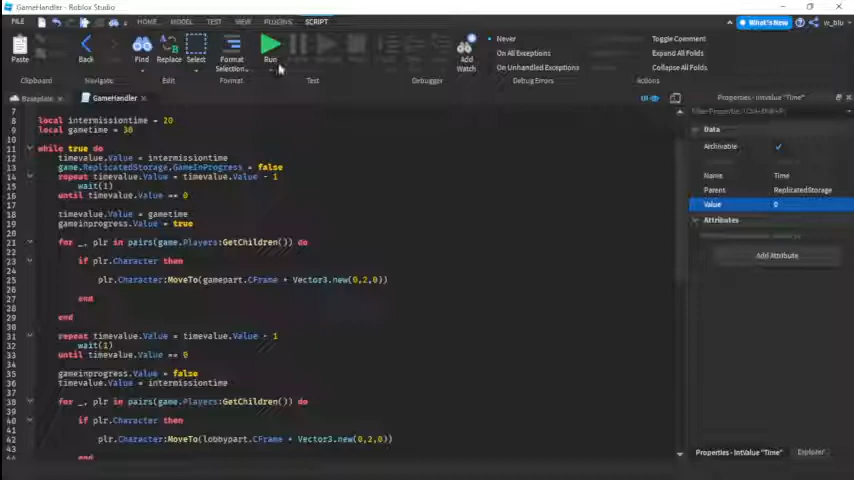 GameHandler - Roblox Studio
FILE HOME MODEL TEST VIEW PLUGINS SCRIPT What's New w_blu
Paste Back Find Replace Select Format Selection Run Add Watch
Never
On All Exceptions
On Unhandled Exceptions
Toggle Comment
Expand All Folds
Collapse All Folds
Clipboard Navigate Edit Format Test Debugger Debug Errors Actions
Baseplate GameHandler UI
7
8 local intermissiontime = 20
9 local gametime = 30
10
11 while true do
12 timevalue.Value = intermissiontime
13 game.ReplicatedStorage.GameInProgress = false
14 repeat timevalue.Value = timevalue.Value - 1
15 wait(1)
16 until timevalue.Value == 0
17
18 timevalue.Value = gametime
19 gameinprogress.Value = true
20
21 for _, plr in pairs(game.Players:GetChildren()) do
22
23 if plr.Character then
24
25 plr.Character:MoveTo(gamepart.CFrame + Vector3.new(0,2,0))
26
27 end
28
29 end
30
31 repeat timevalue.Value = timevalue.Value - 1
32 wait(1)
33 until timevalue.Value == 0
34
35 gameinprogress.Value = false
36 timevalue.Value = intermissiontime
37
38 for _, plr in pairs(game.Players:GetChildren()) do
39
40 if plr.Character then
41
42 plr.Character:MoveTo(lobbypart.CFrame + Vector3.new(0,2,0))
43
44 end
Properties - IntValue "Time"
Filter Properties (Ctrl+Shift+P)
Data
Archivable
Name Time
Parent ReplicatedStorage
Value 0
Attributes
Add Attribute
Properties - IntValue "Time" Explorer